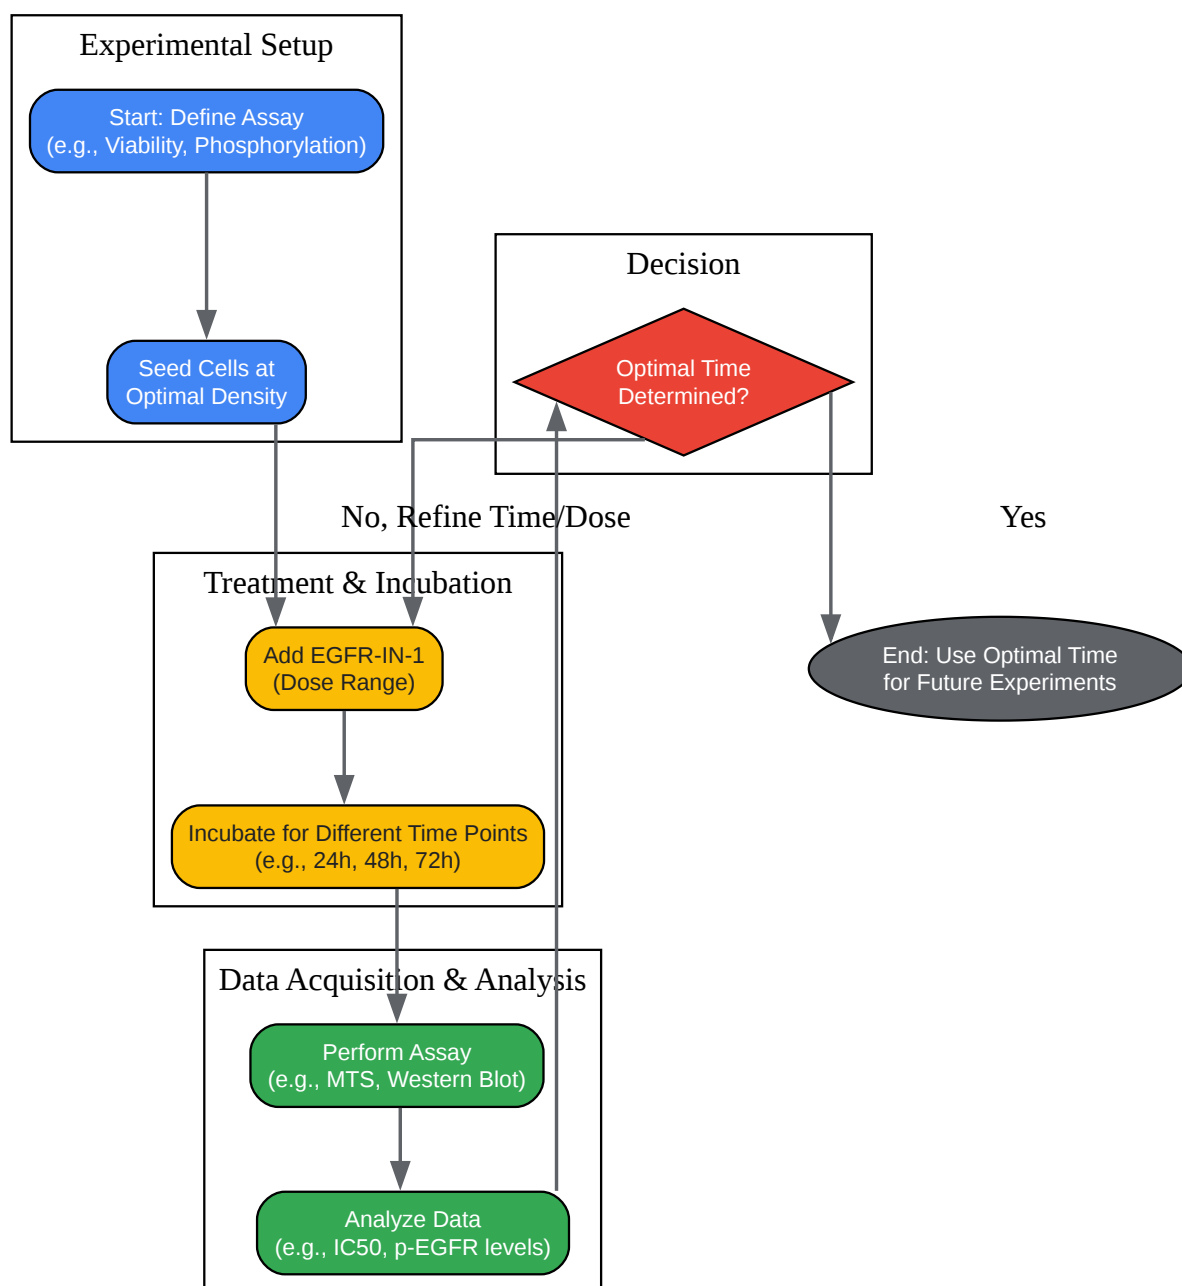 Experimental Setup
Start: Define Assay
(e.g., Viability, Phosphorylation)
Seed Cells at
Optimal Density
Decision
Optimal Time
Determined?
No, Refine Time/Dose
Yes
Treatment & Incubation
Add EGFR-IN-1
(Dose Range)
End: Use Optimal Time
for Future Experiments
Incubate for Different Time Points
(e.g., 24h, 48h, 72h)
Data Acquisition & Analysis
Perform Assay
(e.g., MTS, Western Blot)
Analyze Data
(e.g., IC50, p-EGFR levels)